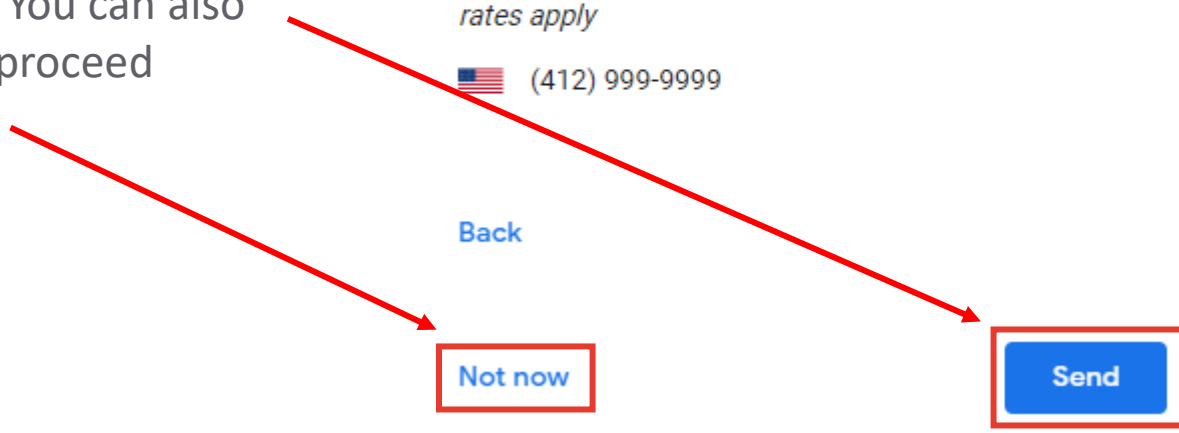 You can also
proceed
rates apply
(412) 999-9999
Back
Not now
Send